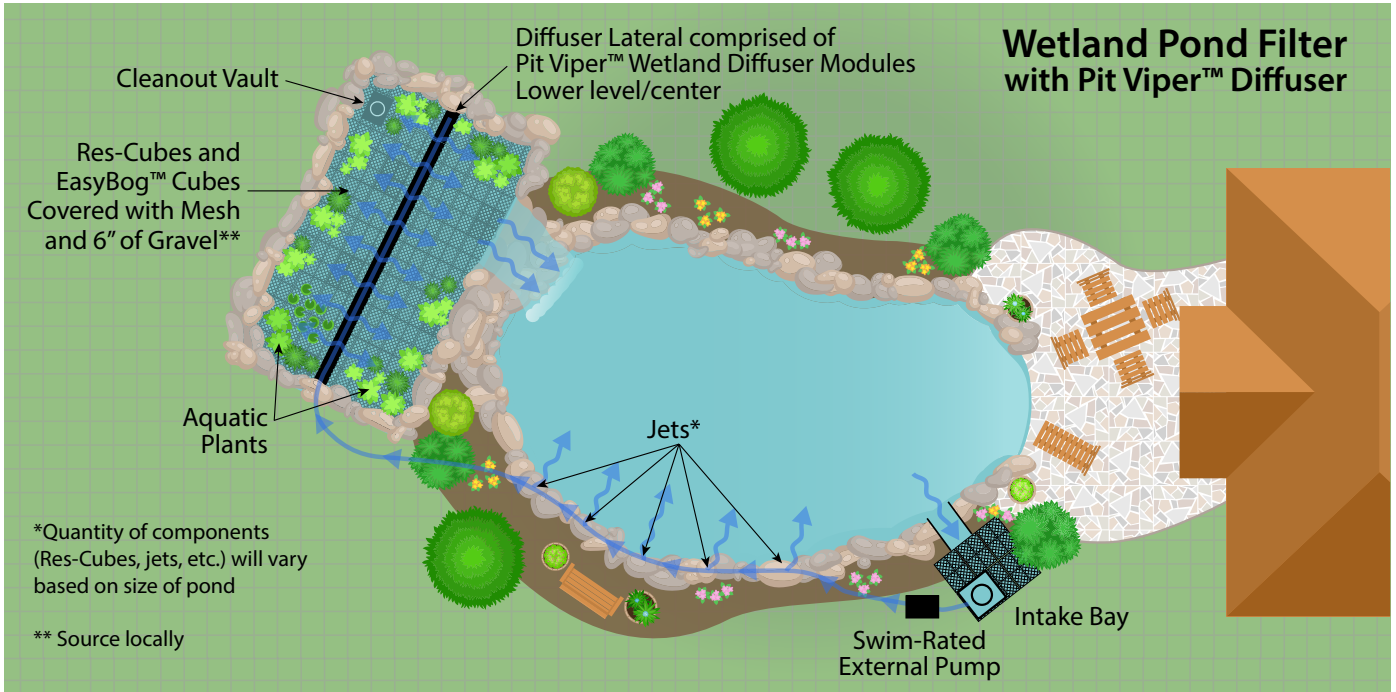 Wetland Pond Filter
with Pit Viper™ Diffuser
Diffuser Lateral comprised of
Pit Viper™ Wetland Diffuser Modules
Lower level/center
Cleanout Vault
Res-Cubes and
EasyBog™ Cubes
Covered with Mesh
and 6” of Gravel**
Aquatic
Plants
Jets*
*Quantity of components
(Res-Cubes, jets, etc.) will vary
based on size of pond
** Source locally
Intake Bay
Swim-Rated
External Pump